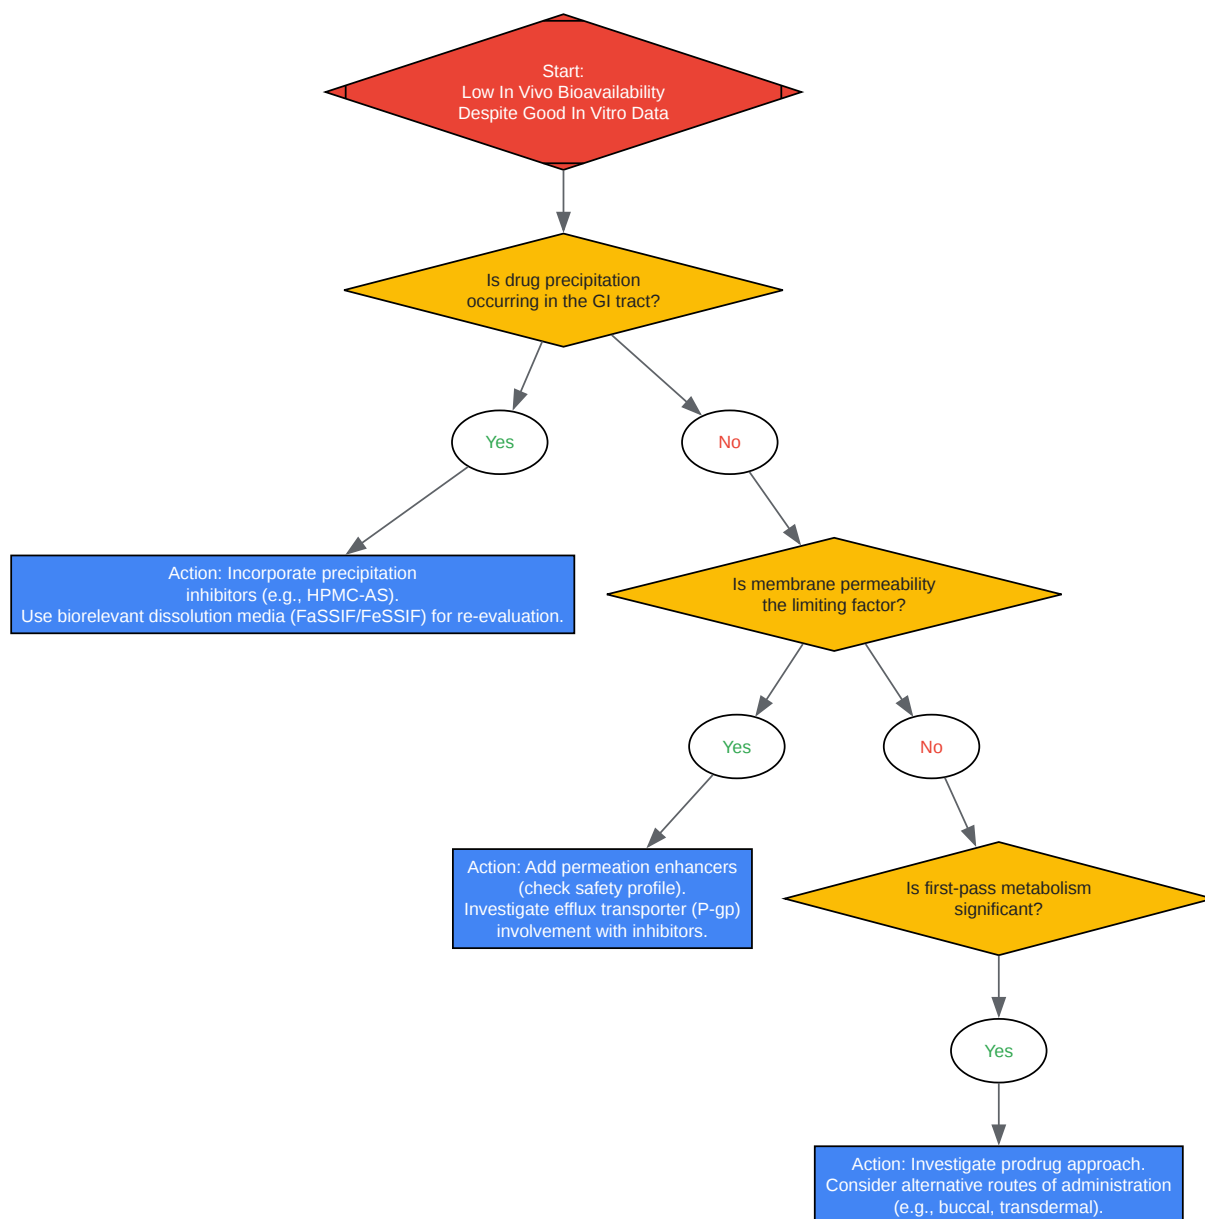 Start:
Low In Vivo Bioavailability
Despite Good In Vitro Data
Is drug precipitation
occurring in the GI tract?
Yes
No
Action: Incorporate precipitation
inhibitors (e.g., HPMC-AS).
Use biorelevant dissolution media (FaSSIF/FeSSIF) for re-evaluation.
Is membrane permeability
the limiting factor?
Yes
No
Action: Add permeation enhancers
(check safety profile).
Investigate efflux transporter (P-gp)
involvement with inhibitors.
Is first-pass metabolism
significant?
Yes
Action: Investigate prodrug approach.
Consider alternative routes of administration
(e.g., buccal, transdermal).